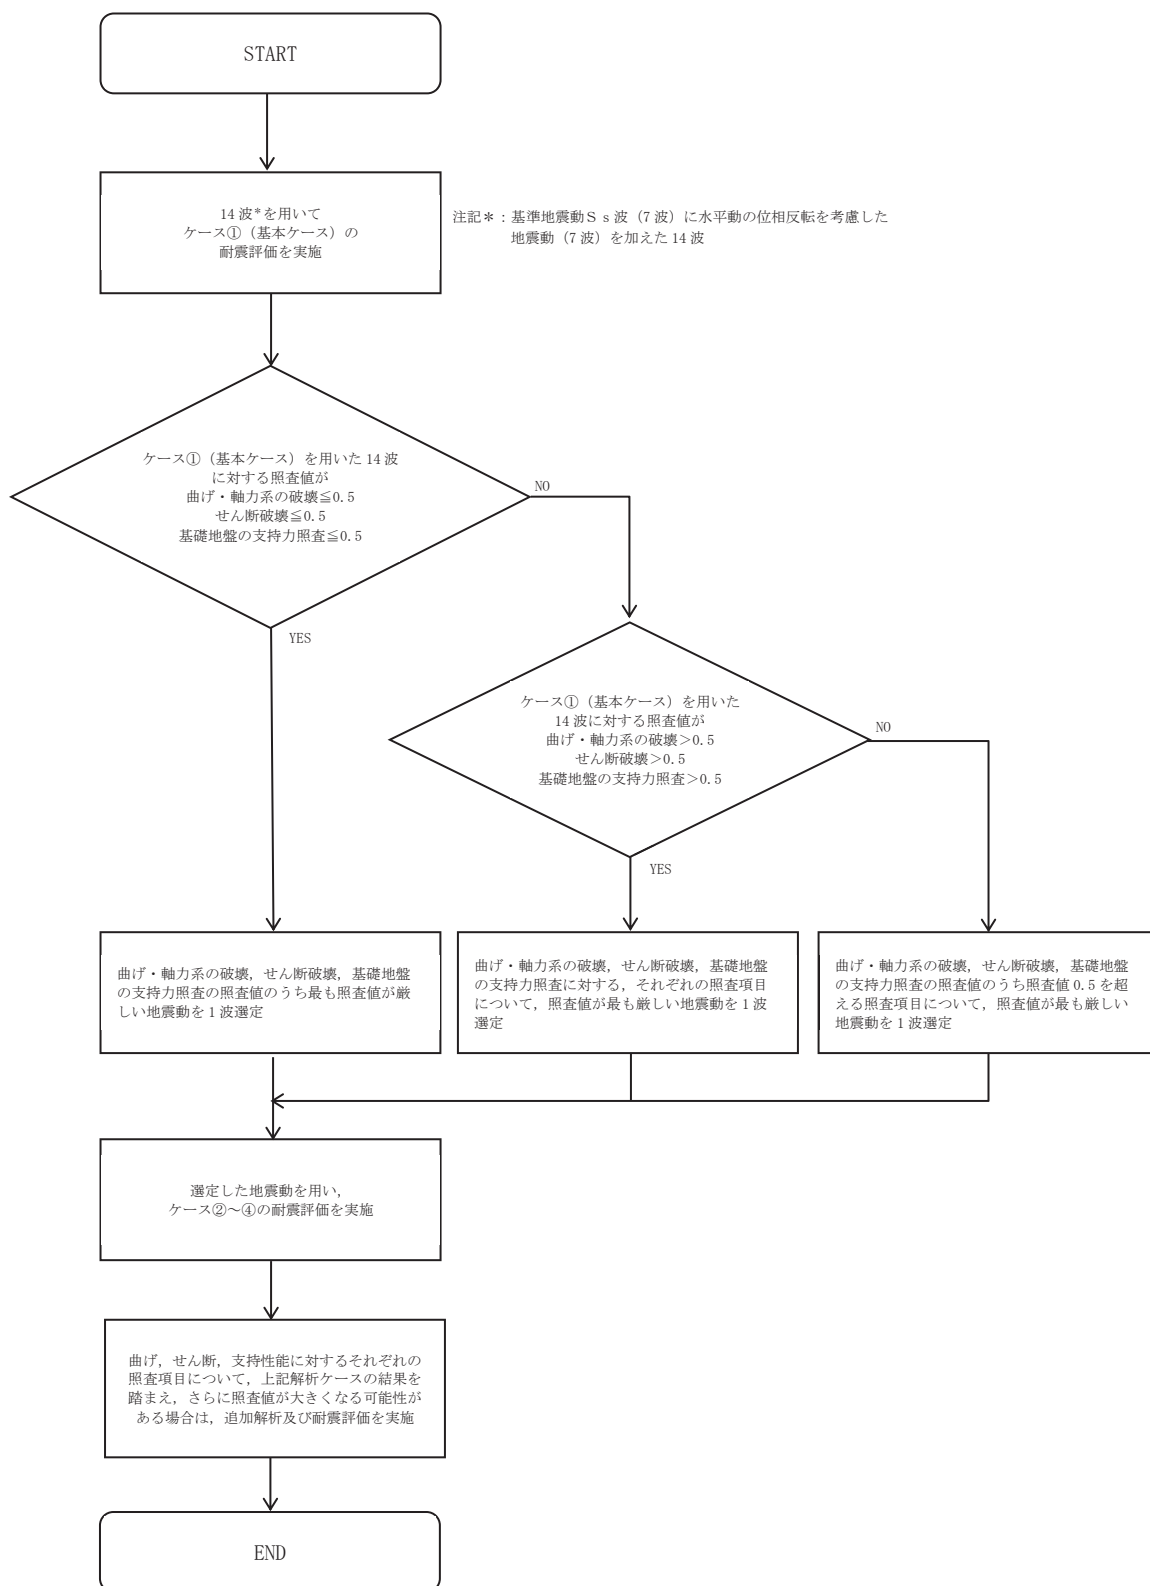 START
14 波*を用いて
ケース①（基本ケース）の
耐震評価を実施
注記＊：基準地震動Ｓｓ波（7 波）に水平動の位相反転を考慮した
地震動（7 波）を加えた 14 波
ケース①（基本ケース）を用いた 14 波
に対する照査値が
曲げ・軸力系の破壊≦0.5
せん断破壊≦0.5
基礎地盤の支持力照査≦0.5
NO
YES
ケース①（基本ケース）を用いた
14 波に対する照査値が
曲げ・軸力系の破壊＞0.5
せん断破壊＞0.5
基礎地盤の支持力照査＞0.5
NO
YES
曲げ・軸力系の破壊，せん断破壊，基礎地盤
の支持力照査の照査値のうち最も照査値が厳
しい地震動を 1 波選定
曲げ・軸力系の破壊，せん断破壊，基礎地盤
の支持力照査に対する，それぞれの照査項目
について，照査値が最も厳しい地震動を 1 波
選定
曲げ・軸力系の破壊，せん断破壊，基礎地盤
の支持力照査の照査値のうち照査値 0.5 を超
える照査項目について，照査値が最も厳しい
地震動を 1 波選定
選定した地震動を用い，
ケース②～④の耐震評価を実施
曲げ，せん断，支持性能に対するそれぞれの
照査項目について，上記解析ケースの結果を
踏まえ，さらに照査値が大きくなる可能性が
ある場合は，追加解析及び耐震評価を実施
END